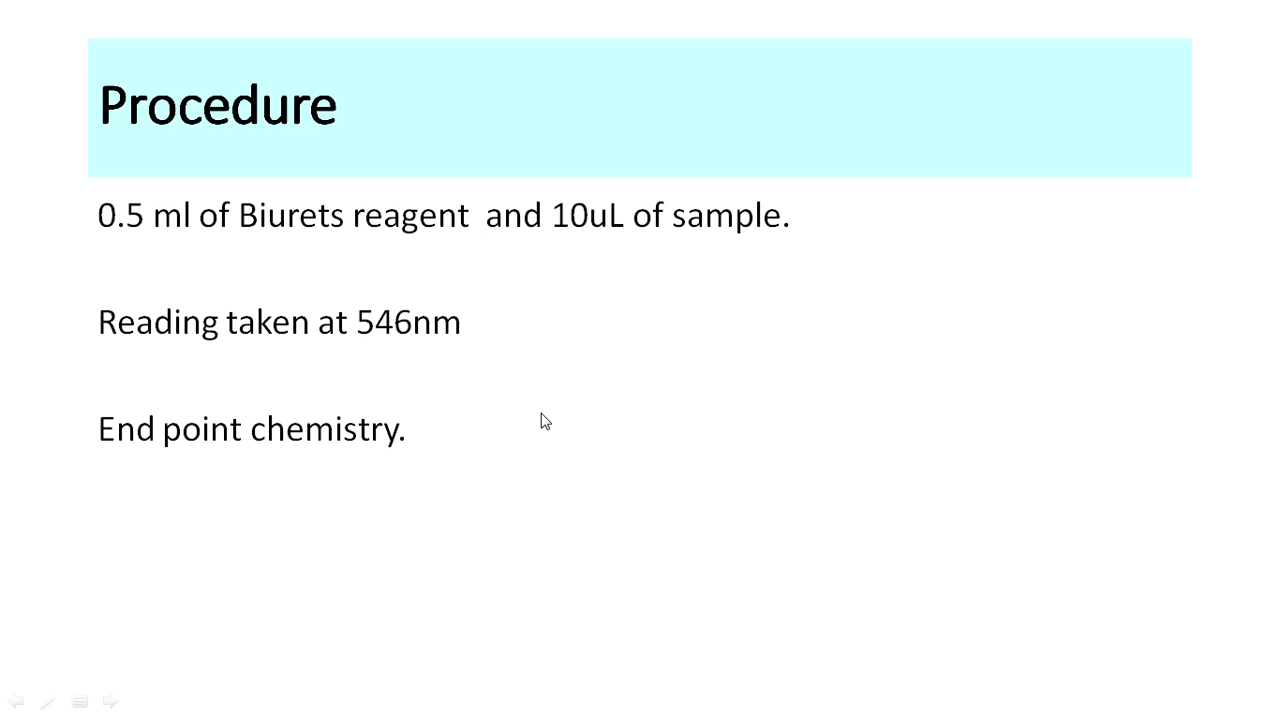 Procedure
0.5 ml of Biurets reagent  and 10uL of sample.
Reading taken at 546nm
End point chemistry.